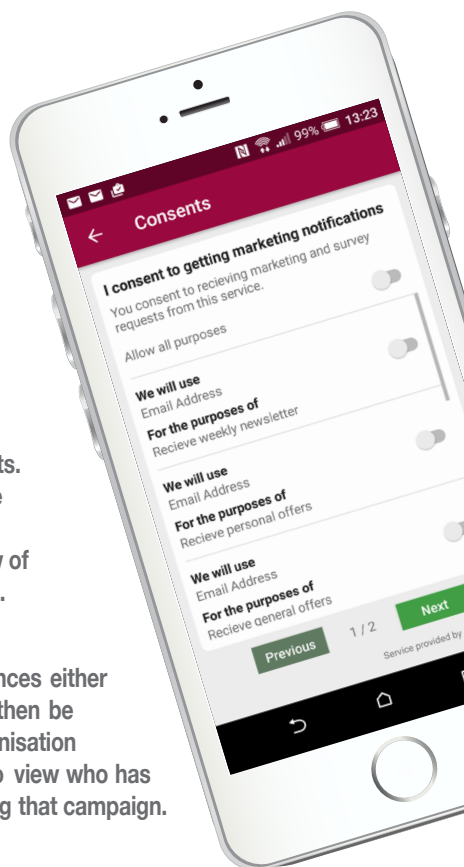 99% 13:23
Consents
I consent to getting marketing notifications
You consent to recieving marketing and survey
requests from this service.
Allow all purposes
We will use
Email Address
For the purposes of
Recieve weekly newsletter
We will use
Email Address
For the purposes of
Recieve personal offers
We will use
Email Address
For the purposes of
Recieve general offers
Previous 1 / 2 Next
Service provided by
ts.
of
nces either
then be
nisation
view who has
g that campaign.